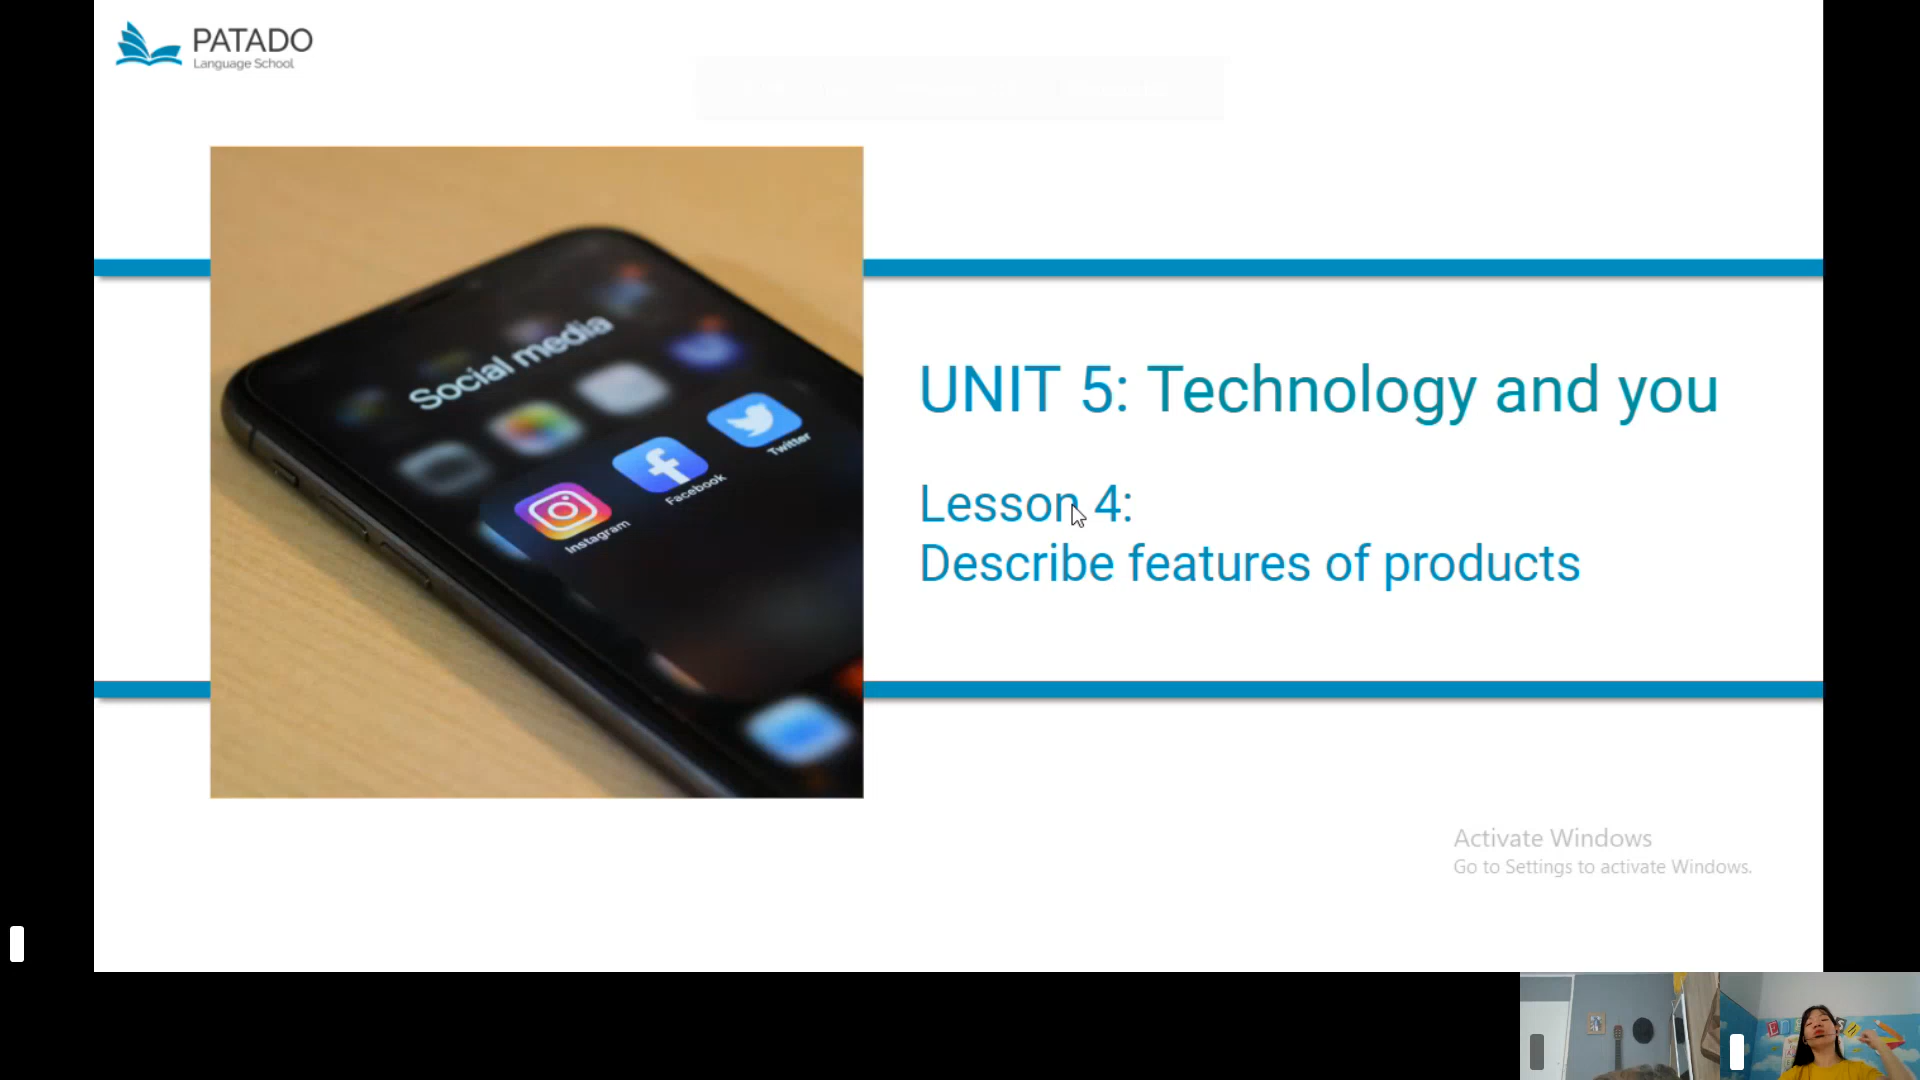 PATADO
Language School
Social media
Instagram
Facebook
Twitter
UNIT 5: Technology and you
Lesson 4:
Describe features of products
Activate Windows
Go to Settings to activate Windows.